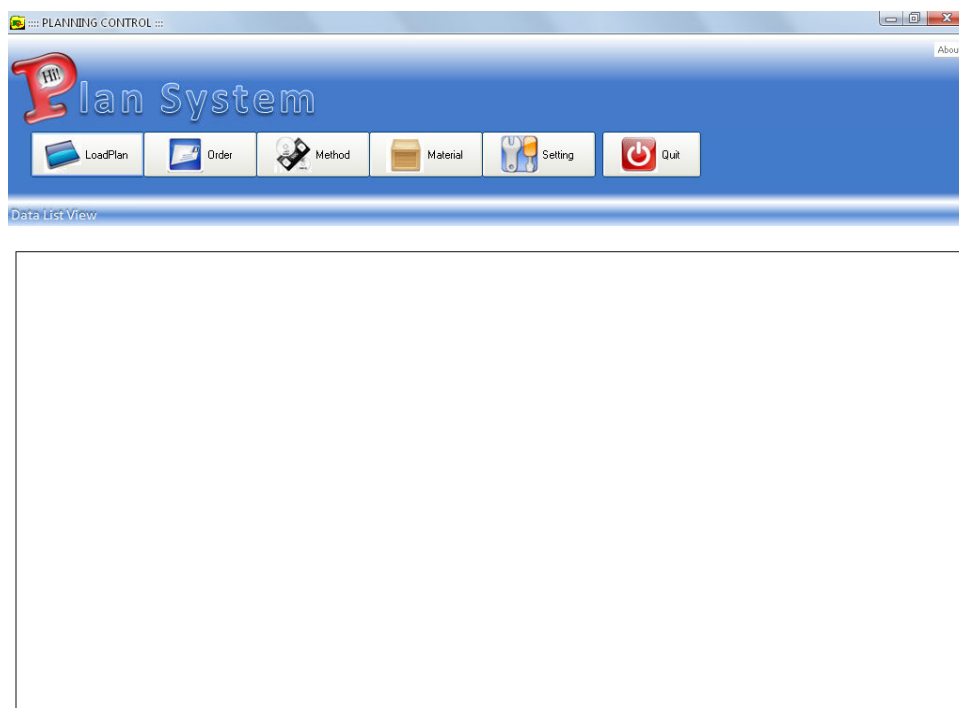 :::: PLANNING CONTROL :::
Abou
Hi!
Plan System
LoadPlan Order Method Material Setting Quit
Data List View